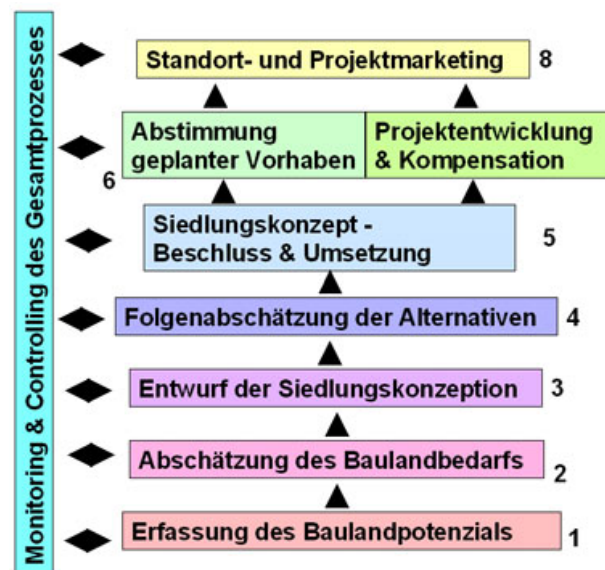 Monitoring & Controlling des Gesamtprozesses
Standort- und Projektmarketing
8
Abstimmung
geplanter Vorhaben
6
Projektentwicklung
& Kompensation
Siedlungskonzept -
Beschluss & Umsetzung
5
Folgenabschätzung der Alternativen
4
Entwurf der Siedlungskonzeption
3
Abschätzung des Baulandbedarfs
2
Erfassung des Baulandpotenzials
1